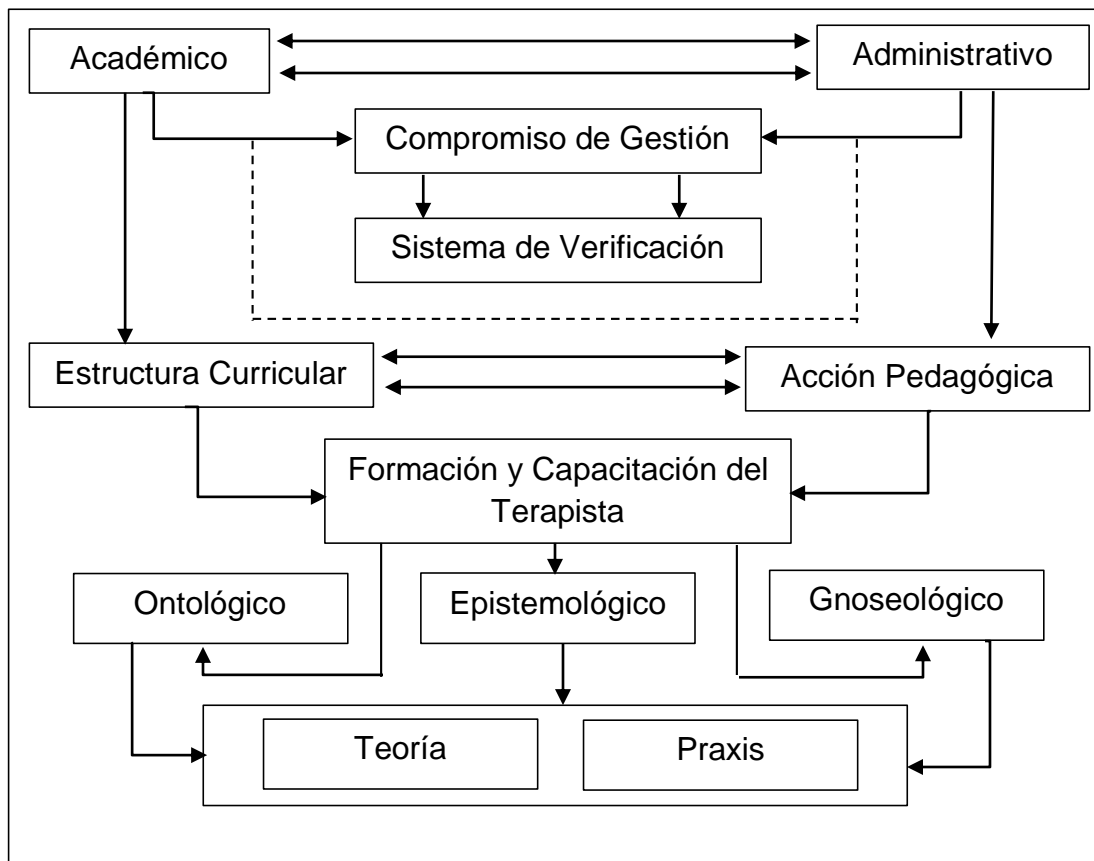 Académico
Administrativo
Compromiso de Gestión
Sistema de Verificación
Estructura Curricular
Acción Pedagógica
Formación y Capacitación del
Terapista
Ontológico
Epistemológico
Gnoseológico
Teoría
Praxis